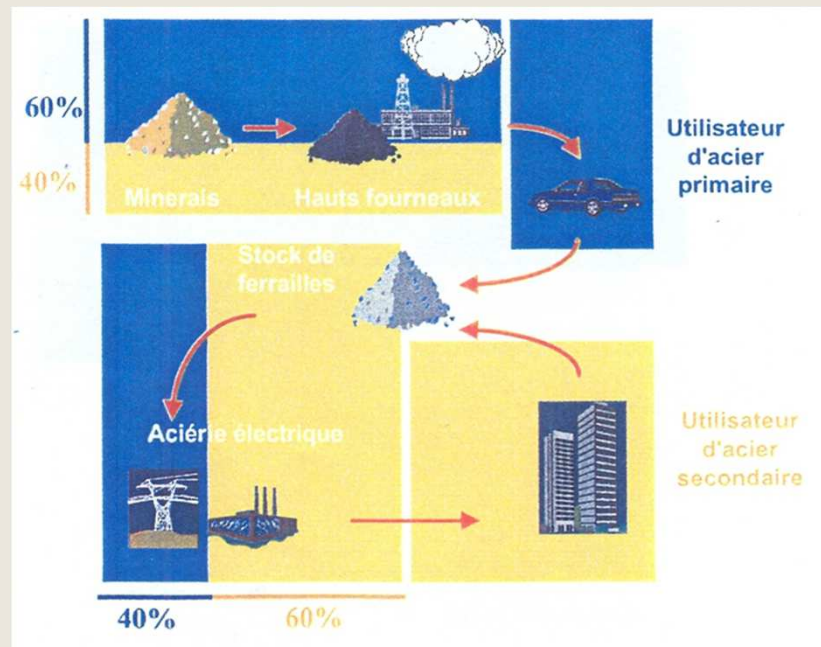 60%
40%
Minerais
Hauts fourneaux
Utilisateur
d'acier
primaire
Stock de
ferrailles
Aciérie électrique
Utilisateur
d'acier
secondaire
40%
60%